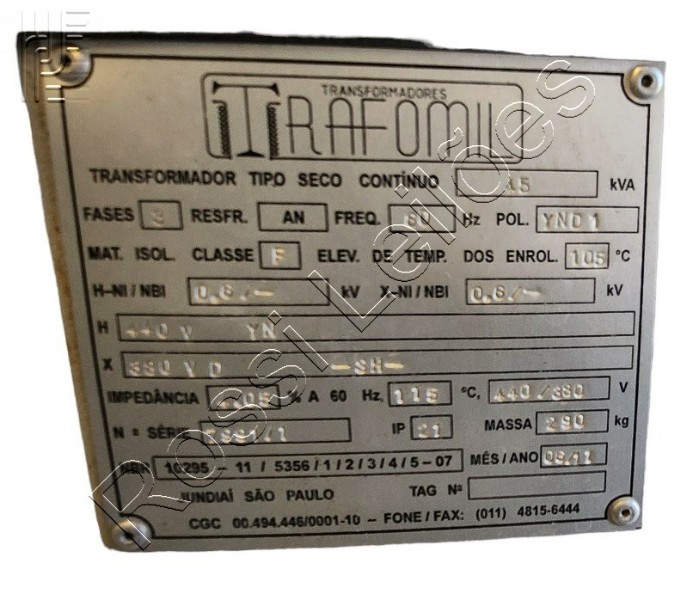 TRANSFORMADORES
TRAFOMIL
TRANSFORMADOR TIPO SECO CONTÍNUO kVA
FASES 3 RESFR. AN FREQ. 60 Hz POL. YND1
MAT. ISOL. CLASSE F ELEV. DE TEMP. DOS ENROL. 105 °C
H-NI / NBI 0.6/- kV X-NI / NBI 0.6/- kV
H 440 V YN
X 380 V D -SH-
IMPEDÂNCIA % A 60 Hz, 115 °C, 440/380 V
Nº SÉRIE IP 21 MASSA 290 kg
NBR 10295 - 11 / 5356 / 1 / 2 / 3 / 4 / 5 - 07 MÊS / ANO
JUNDIAÍ SÃO PAULO TAG Nº
CGC 00.494.446/0001-10 - FONE / FAX: (011) 4815-6444
Rossi Leilões